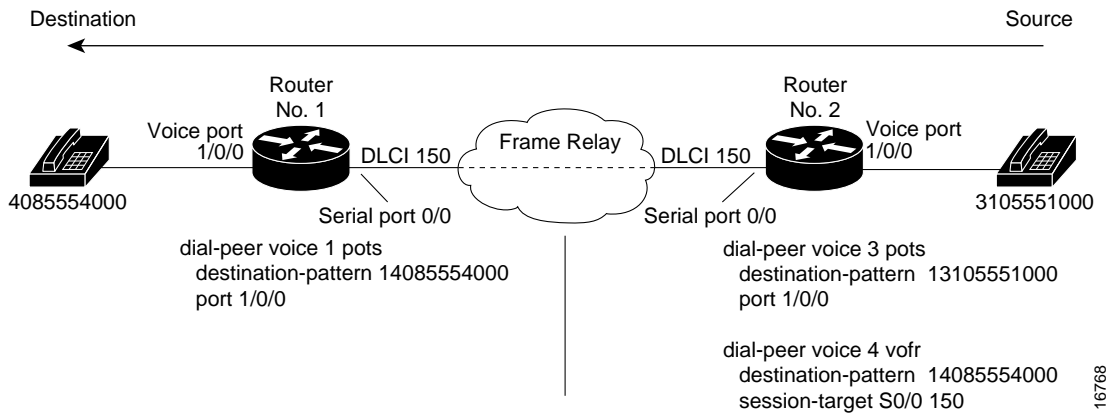 Destination
Source
Router
No. 1
Router
No. 2
Voice port
1/0/0
DLCI 150
Frame Relay
DLCI 150
Voice port
1/0/0
4085554000
Serial port 0/0
Serial port 0/0
3105551000
dial-peer voice 1 pots
destination-pattern 14085554000
port 1/0/0
dial-peer voice 3 pots
destination-pattern 13105551000
port 1/0/0
dial-peer voice 4 vofr
destination-pattern 14085554000
session-target S0/0 150
16768